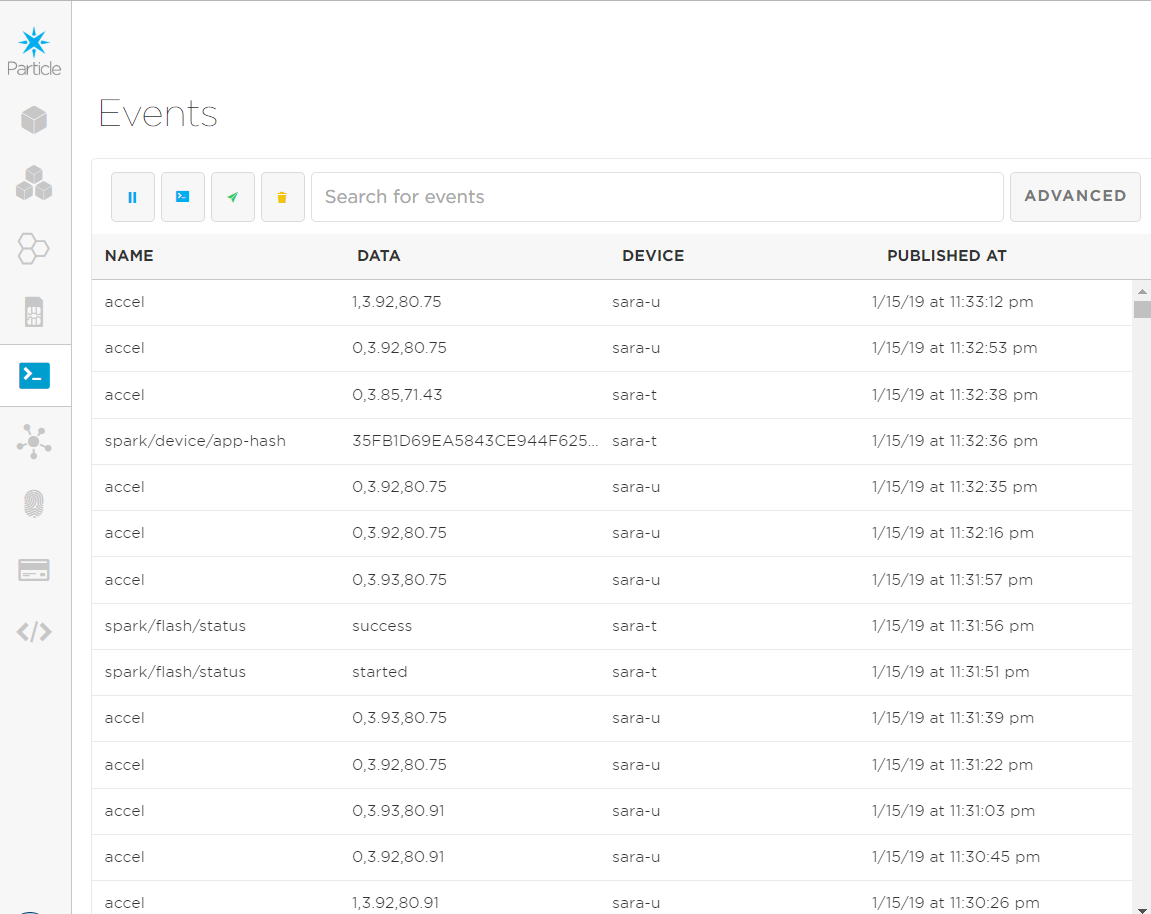 Particle
Events
Search for events
ADVANCED
NAME DATA DEVICE PUBLISHED AT
accel 1,3.92,80.75 sara-u 1/15/19 at 11:33:12 pm
accel 0,3.92,80.75 sara-u 1/15/19 at 11:32:53 pm
accel 0,3.85,71.43 sara-t 1/15/19 at 11:32:38 pm
spark/device/app-hash 35FB1D69EA5843CE944F625... sara-t 1/15/19 at 11:32:36 pm
accel 0,3.92,80.75 sara-u 1/15/19 at 11:32:35 pm
accel 0,3.92,80.75 sara-u 1/15/19 at 11:32:16 pm
accel 0,3.93,80.75 sara-u 1/15/19 at 11:31:57 pm
spark/flash/status success sara-t 1/15/19 at 11:31:56 pm
spark/flash/status started sara-t 1/15/19 at 11:31:51 pm
accel 0,3.93,80.75 sara-u 1/15/19 at 11:31:39 pm
accel 0,3.92,80.75 sara-u 1/15/19 at 11:31:22 pm
accel 0,3.93,80.91 sara-u 1/15/19 at 11:31:03 pm
accel 0,3.92,80.91 sara-u 1/15/19 at 11:30:45 pm
accel 1,3.92,80.91 sara-u 1/15/19 at 11:30:26 pm